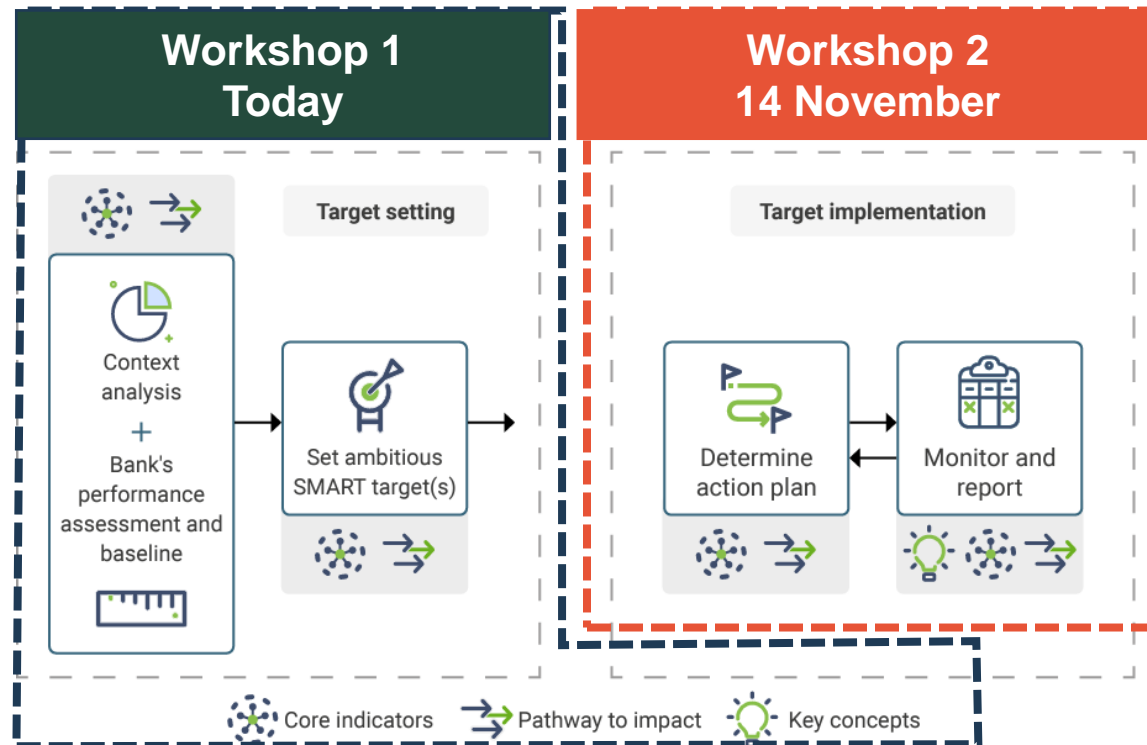 Workshop 1
Today
Workshop 2
14 November
Target setting
Target implementation
Context
analysis
+
Bank's
performance
assessment and
baseline
Set ambitious
SMART target(s)
Determine
action plan
Monitor and
report
Core indicators
Pathway to impact
Key concepts